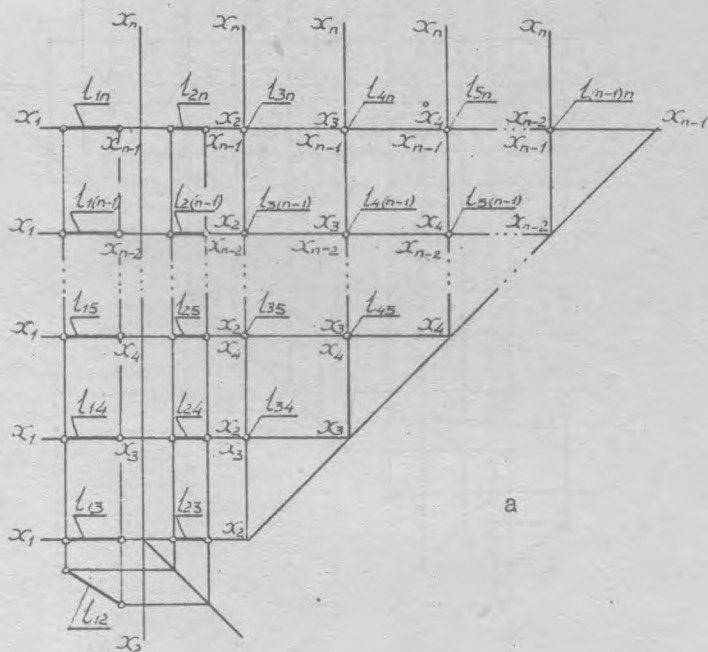 xₙ xₙ xₙ xₙ xₙ
l₁ₙ l₂ₙ l₃ₙ l₄ₙ l₅ₙ l₍ₙ₋₁₎ₙ
x₁ x₂ x₃ x₄ xₙ₋₂ xₙ₋₁
xₙ₋₁ xₙ₋₁ xₙ₋₁ xₙ₋₁ xₙ₋₁
l₁₍ₙ₋₁₎ l₂₍ₙ₋₁₎ l₃₍ₙ₋₁₎ l₄₍ₙ₋₁₎ l₅₍ₙ₋₁₎
x₁ x₂ x₃ x₄ xₙ₋₂
xₙ₋₂ xₙ₋₂ xₙ₋₂ xₙ₋₂
l₁₅ l₂₅ l₃₅ l₄₅
x₁ x₂ x₃ x₄
x₄ x₄ x₄
l₁₄ l₂₄ l₃₄
x₁ x₂ x₃
x₃ x₃
l₁₃ l₂₃
x₁ x₂
a
l₁₂
x₃